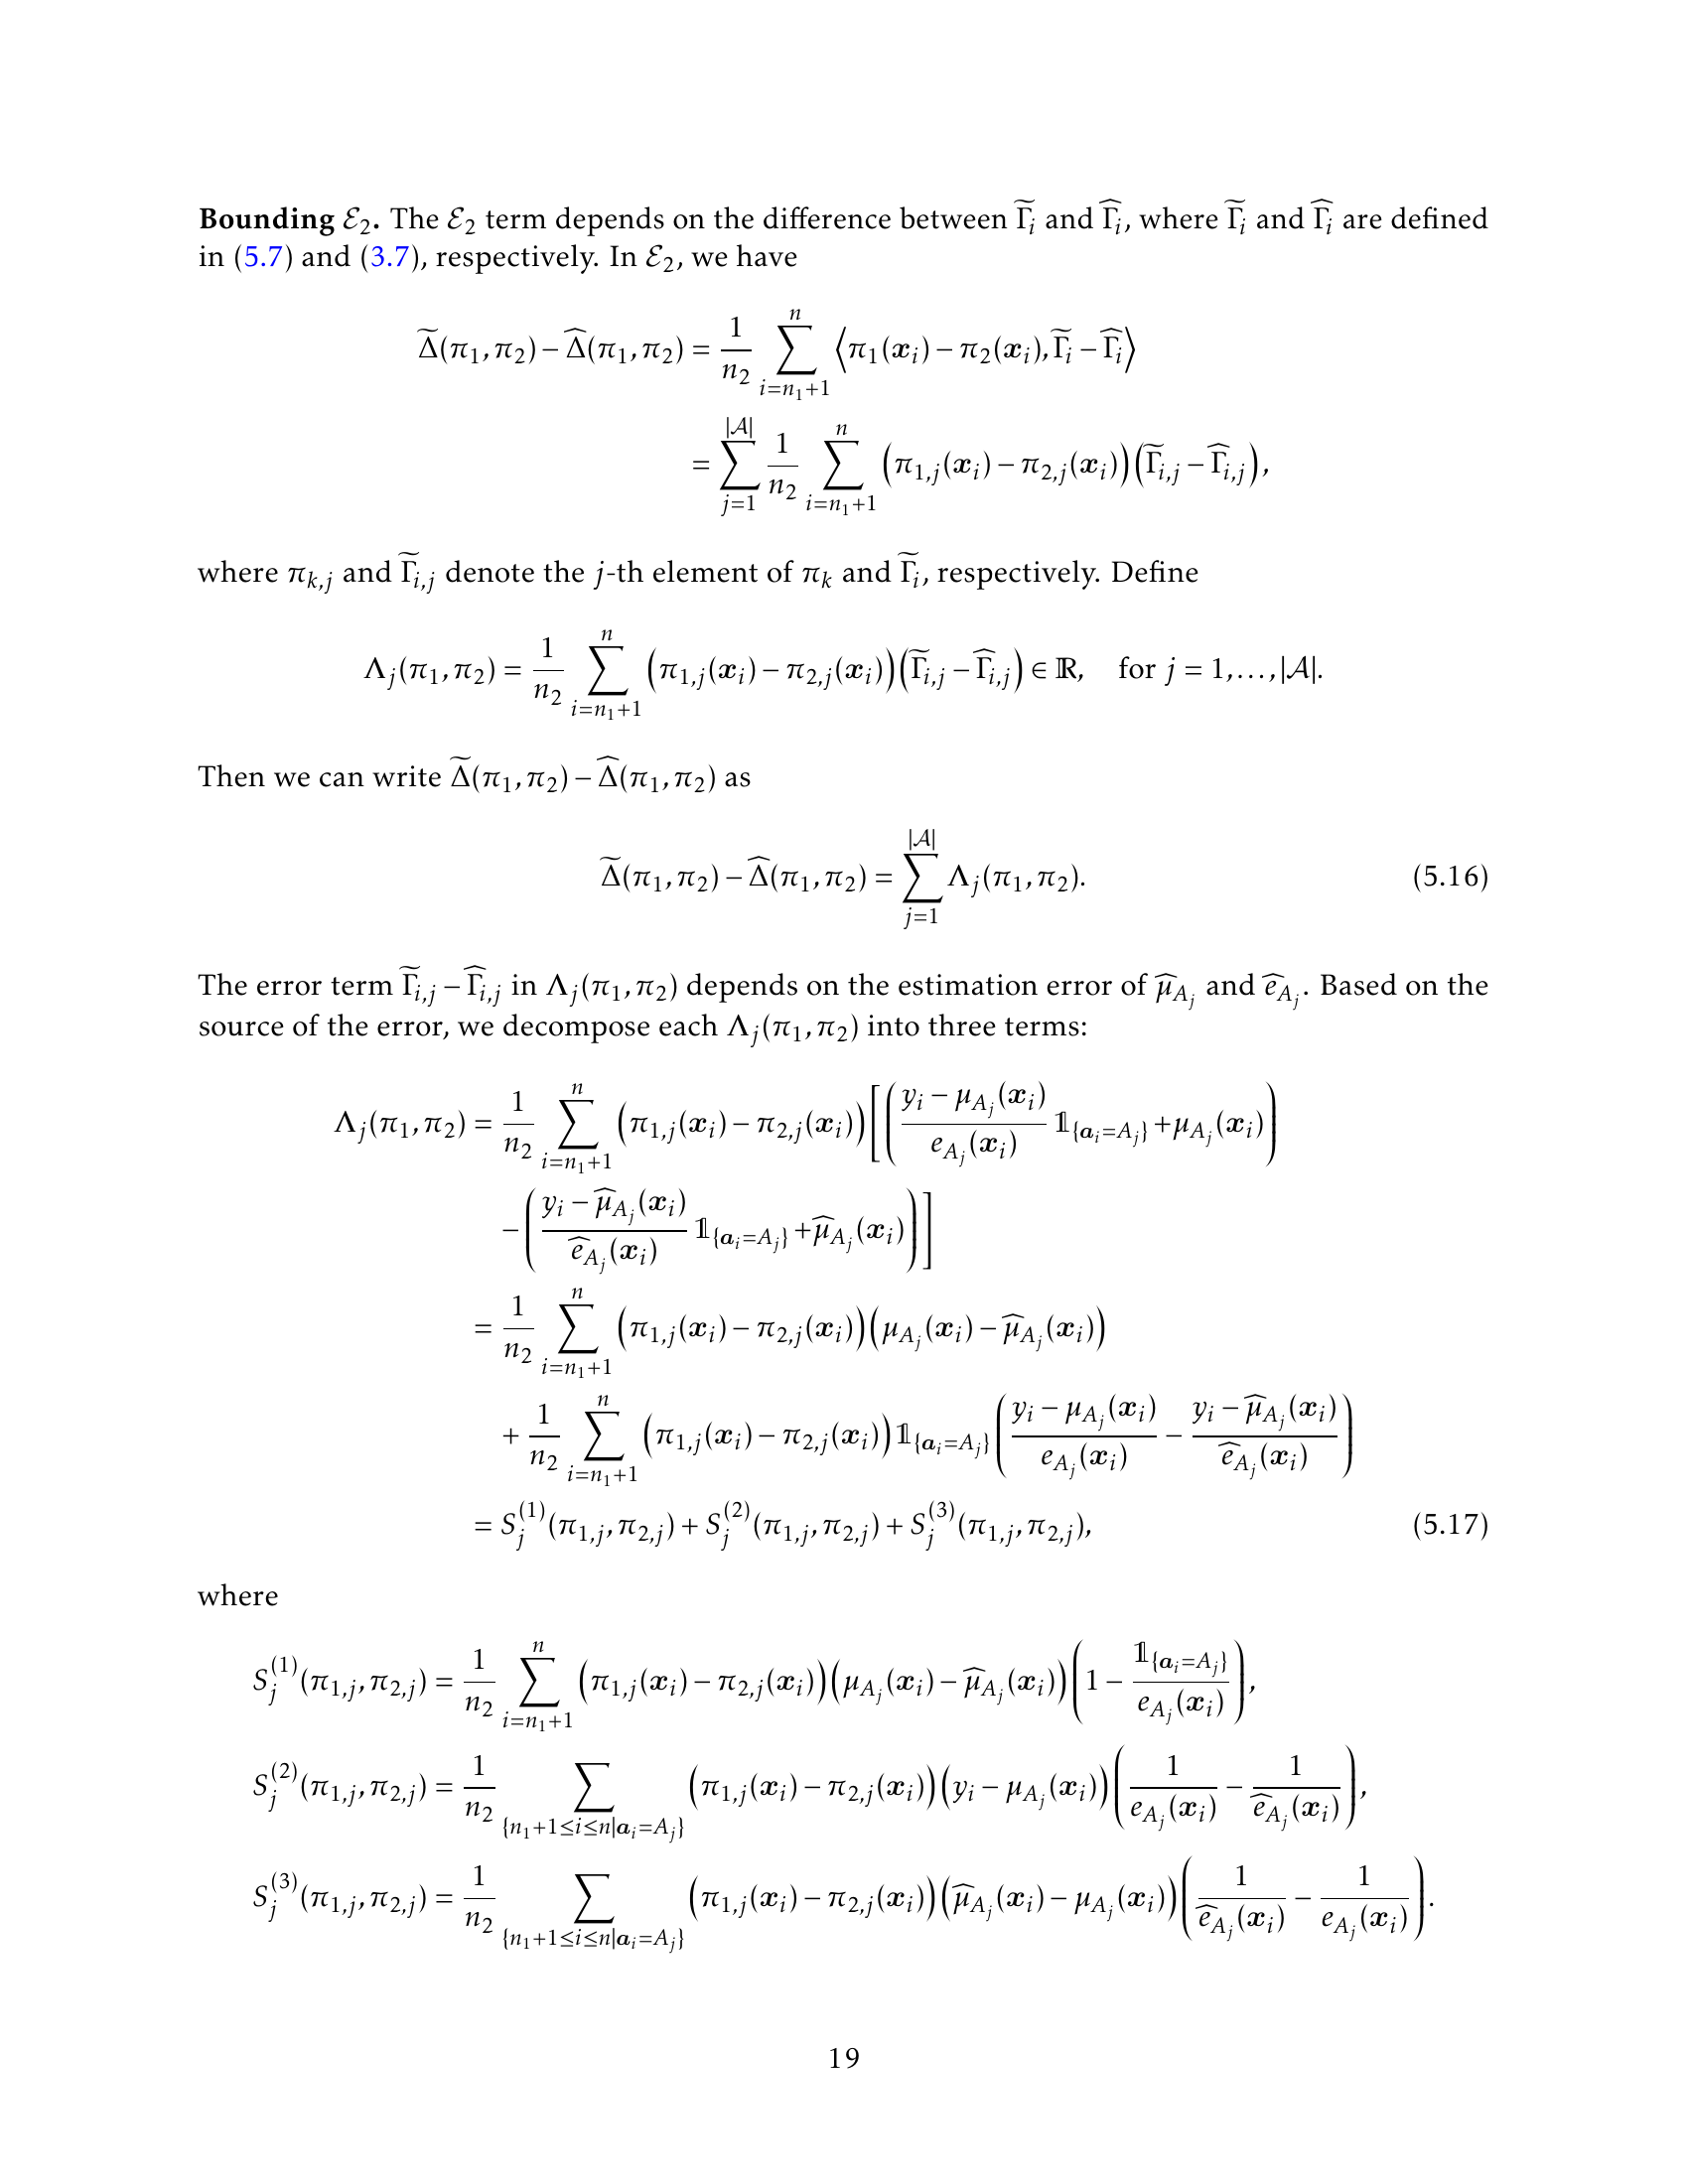 Bounding $\mathcal{E}_2$. The $\mathcal{E}_2$ term depends on the difference between $\widetilde{\Gamma}_i$ and $\widehat{\Gamma}_i$, where $\widetilde{\Gamma}_i$ and $\widehat{\Gamma}_i$ are defined
in (5.7) and (3.7), respectively. In $\mathcal{E}_2$, we have
$\widetilde{\Delta}(\pi_1,\pi_2) - \widehat{\Delta}(\pi_1,\pi_2) = \frac{1}{n_2}\sum_{i=n_1+1}^{n} \left\langle \pi_1(\boldsymbol{x}_i) - \pi_2(\boldsymbol{x}_i), \widetilde{\Gamma}_i - \widehat{\Gamma}_i \right\rangle$
$= \sum_{j=1}^{|\mathcal{A}|} \frac{1}{n_2}\sum_{i=n_1+1}^{n} \left(\pi_{1,j}(\boldsymbol{x}_i) - \pi_{2,j}(\boldsymbol{x}_i)\right)\left(\widetilde{\Gamma}_{i,j} - \widehat{\Gamma}_{i,j}\right),$
where $\pi_{k,j}$ and $\widetilde{\Gamma}_{i,j}$ denote the $j$-th element of $\pi_k$ and $\widetilde{\Gamma}_i$, respectively. Define
$\Lambda_j(\pi_1,\pi_2) = \frac{1}{n_2}\sum_{i=n_1+1}^{n} \left(\pi_{1,j}(\boldsymbol{x}_i) - \pi_{2,j}(\boldsymbol{x}_i)\right)\left(\widetilde{\Gamma}_{i,j} - \widehat{\Gamma}_{i,j}\right) \in \mathbb{R}, \quad \text{for } j = 1,\ldots,|\mathcal{A}|.$
Then we can write $\widetilde{\Delta}(\pi_1,\pi_2) - \widehat{\Delta}(\pi_1,\pi_2)$ as
$\widetilde{\Delta}(\pi_1,\pi_2) - \widehat{\Delta}(\pi_1,\pi_2) = \sum_{j=1}^{|\mathcal{A}|} \Lambda_j(\pi_1,\pi_2).$ (5.16)
The error term $\widetilde{\Gamma}_{i,j} - \widehat{\Gamma}_{i,j}$ in $\Lambda_j(\pi_1,\pi_2)$ depends on the estimation error of $\widehat{\mu}_{A_j}$ and $\widehat{e}_{A_j}$. Based on the
source of the error, we decompose each $\Lambda_j(\pi_1,\pi_2)$ into three terms:
$\Lambda_j(\pi_1,\pi_2) = \frac{1}{n_2}\sum_{i=n_1+1}^{n} \left(\pi_{1,j}(\boldsymbol{x}_i) - \pi_{2,j}(\boldsymbol{x}_i)\right)\left[\left(\frac{y_i - \mu_{A_j}(\boldsymbol{x}_i)}{e_{A_j}(\boldsymbol{x}_i)} \mathbb{1}_{\{\boldsymbol{a}_i = A_j\}} + \mu_{A_j}(\boldsymbol{x}_i)\right)\right.$
$\left. - \left(\frac{y_i - \widehat{\mu}_{A_j}(\boldsymbol{x}_i)}{\widehat{e}_{A_j}(\boldsymbol{x}_i)} \mathbb{1}_{\{\boldsymbol{a}_i = A_j\}} + \widehat{\mu}_{A_j}(\boldsymbol{x}_i)\right)\right]$
$= \frac{1}{n_2}\sum_{i=n_1+1}^{n} \left(\pi_{1,j}(\boldsymbol{x}_i) - \pi_{2,j}(\boldsymbol{x}_i)\right)\left(\mu_{A_j}(\boldsymbol{x}_i) - \widehat{\mu}_{A_j}(\boldsymbol{x}_i)\right)$
$+ \frac{1}{n_2}\sum_{i=n_1+1}^{n} \left(\pi_{1,j}(\boldsymbol{x}_i) - \pi_{2,j}(\boldsymbol{x}_i)\right) \mathbb{1}_{\{\boldsymbol{a}_i = A_j\}} \left(\frac{y_i - \mu_{A_j}(\boldsymbol{x}_i)}{e_{A_j}(\boldsymbol{x}_i)} - \frac{y_i - \widehat{\mu}_{A_j}(\boldsymbol{x}_i)}{\widehat{e}_{A_j}(\boldsymbol{x}_i)}\right)$
$= S_j^{(1)}(\pi_{1,j},\pi_{2,j}) + S_j^{(2)}(\pi_{1,j},\pi_{2,j}) + S_j^{(3)}(\pi_{1,j},\pi_{2,j}),$ (5.17)
where
$S_j^{(1)}(\pi_{1,j},\pi_{2,j}) = \frac{1}{n_2}\sum_{i=n_1+1}^{n} \left(\pi_{1,j}(\boldsymbol{x}_i) - \pi_{2,j}(\boldsymbol{x}_i)\right)\left(\mu_{A_j}(\boldsymbol{x}_i) - \widehat{\mu}_{A_j}(\boldsymbol{x}_i)\right)\left(1 - \frac{\mathbb{1}_{\{\boldsymbol{a}_i = A_j\}}}{e_{A_j}(\boldsymbol{x}_i)}\right),$
$S_j^{(2)}(\pi_{1,j},\pi_{2,j}) = \frac{1}{n_2}\sum_{\{n_1+1 \le i \le n | \boldsymbol{a}_i = A_j\}} \left(\pi_{1,j}(\boldsymbol{x}_i) - \pi_{2,j}(\boldsymbol{x}_i)\right)\left(y_i - \mu_{A_j}(\boldsymbol{x}_i)\right)\left(\frac{1}{e_{A_j}(\boldsymbol{x}_i)} - \frac{1}{\widehat{e}_{A_j}(\boldsymbol{x}_i)}\right),$
$S_j^{(3)}(\pi_{1,j},\pi_{2,j}) = \frac{1}{n_2}\sum_{\{n_1+1 \le i \le n | \boldsymbol{a}_i = A_j\}} \left(\pi_{1,j}(\boldsymbol{x}_i) - \pi_{2,j}(\boldsymbol{x}_i)\right)\left(\widehat{\mu}_{A_j}(\boldsymbol{x}_i) - \mu_{A_j}(\boldsymbol{x}_i)\right)\left(\frac{1}{\widehat{e}_{A_j}(\boldsymbol{x}_i)} - \frac{1}{e_{A_j}(\boldsymbol{x}_i)}\right).$
19